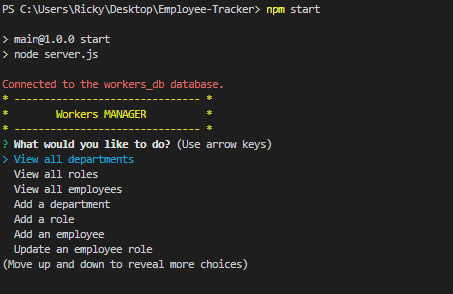 PS C:\Users\Ricky\Desktop\Employee-Tracker> npm start
> main@1.0.0 start
> node server.js
Connected to the workers_db database.
* ------------------------------- *
* Workers MANAGER *
* ------------------------------- *
? What would you like to do? (Use arrow keys)
> View all departments
View all roles
View all employees
Add a department
Add a role
Add an employee
Update an employee role
(Move up and down to reveal more choices)